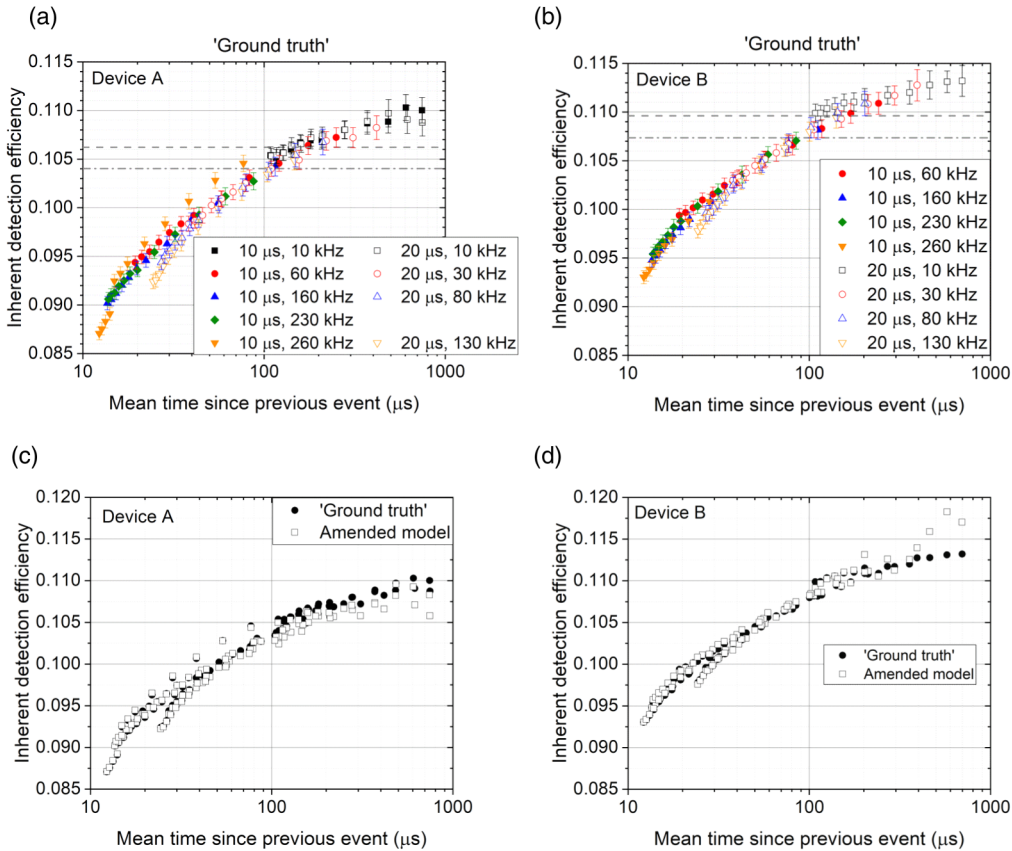 (a)
'Ground truth'
Device A
Inherent detection efficiency
0.115
0.110
0.105
0.100
0.095
0.090
0.085
10 μs, 10 kHz
20 μs, 10 kHz
10 μs, 60 kHz
20 μs, 30 kHz
10 μs, 160 kHz
20 μs, 80 kHz
10 μs, 230 kHz
10 μs, 260 kHz
20 μs, 130 kHz
10
100
1000
Mean time since previous event (μs)
(b)
'Ground truth'
Device B
Inherent detection efficiency
0.115
0.110
0.105
0.100
0.095
0.090
0.085
10 μs, 60 kHz
10 μs, 160 kHz
10 μs, 230 kHz
10 μs, 260 kHz
20 μs, 10 kHz
20 μs, 30 kHz
20 μs, 80 kHz
20 μs, 130 kHz
10
100
1000
Mean time since previous event (μs)
(c)
Device A
Inherent detection efficiency
0.120
0.115
0.110
0.105
0.100
0.095
0.090
0.085
'Ground truth'
Amended model
10
100
1000
Mean time since previous event (μs)
(d)
Device B
Inherent detection efficiency
0.120
0.115
0.110
0.105
0.100
0.095
0.090
0.085
'Ground truth'
Amended model
10
100
1000
Mean time since previous event (μs)